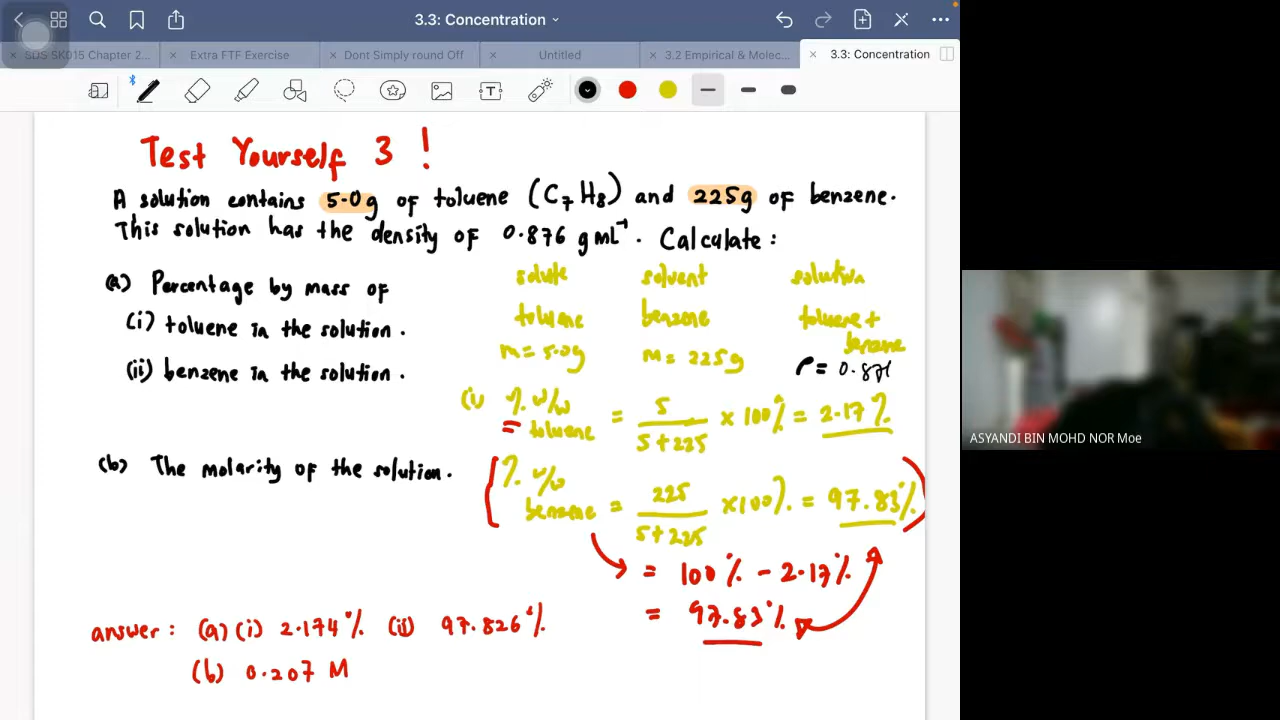 3.3: Concentration
SDS SK015 Chapter 2...
Extra FTF Exercise
Dont Simply round Off
Untitled
3.2 Empirical & Molec...
3.3: Concentration
Test Yourself 3 !
A solution contains 5.0g of toluene (C₇H₈) and 225g of benzene.
This solution has the density of 0.876 g mL⁻¹. Calculate :
(a) Percentage by mass of
(i) toluene in the solution.
(ii) benzene in the solution.
(b) The molarity of the solution.
solute solvent solution
toluene benzene toluene +
benzene
m = 5.0g m = 225g
ρ = 0.876
(i) % w/w toluene = 5 / (5+225) × 100% = 2.17%
% w/w benzene = 225 / (5+225) × 100% = 97.83%
= 100% - 2.17%
= 97.83%
answer : (a) (i) 2.174% (ii) 97.826%
(b) 0.207 M
ASYANDI BIN MOHD NOR Moe